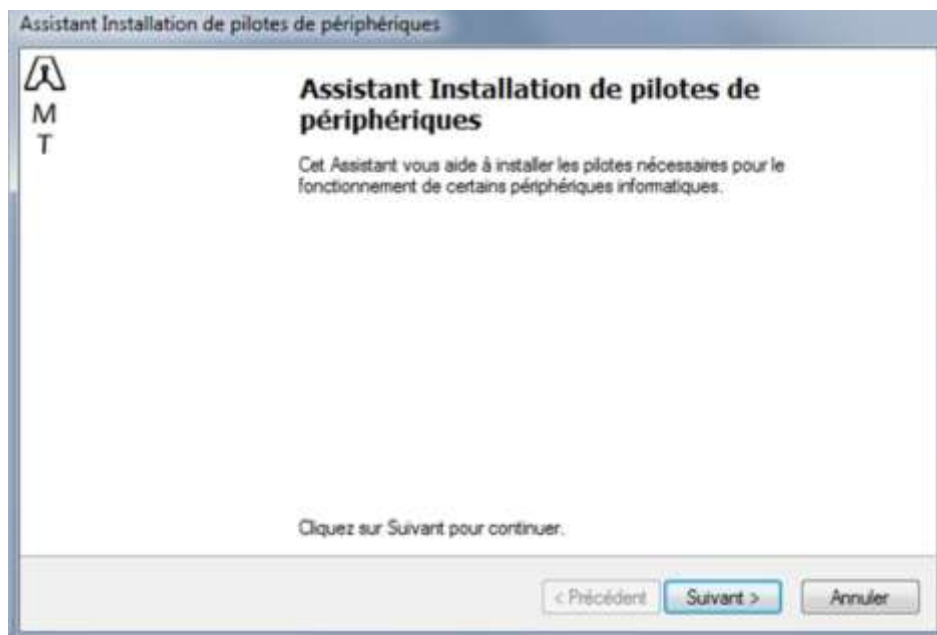 Assistant Installation de pilotes de périphériques
M
T
Assistant Installation de pilotes de
périphériques
Cet Assistant vous aide à installer les pilotes nécessaires pour le
fonctionnement de certains périphériques informatiques.
Cliquez sur Suivant pour continuer.
< Précédent Suivant > Annuler